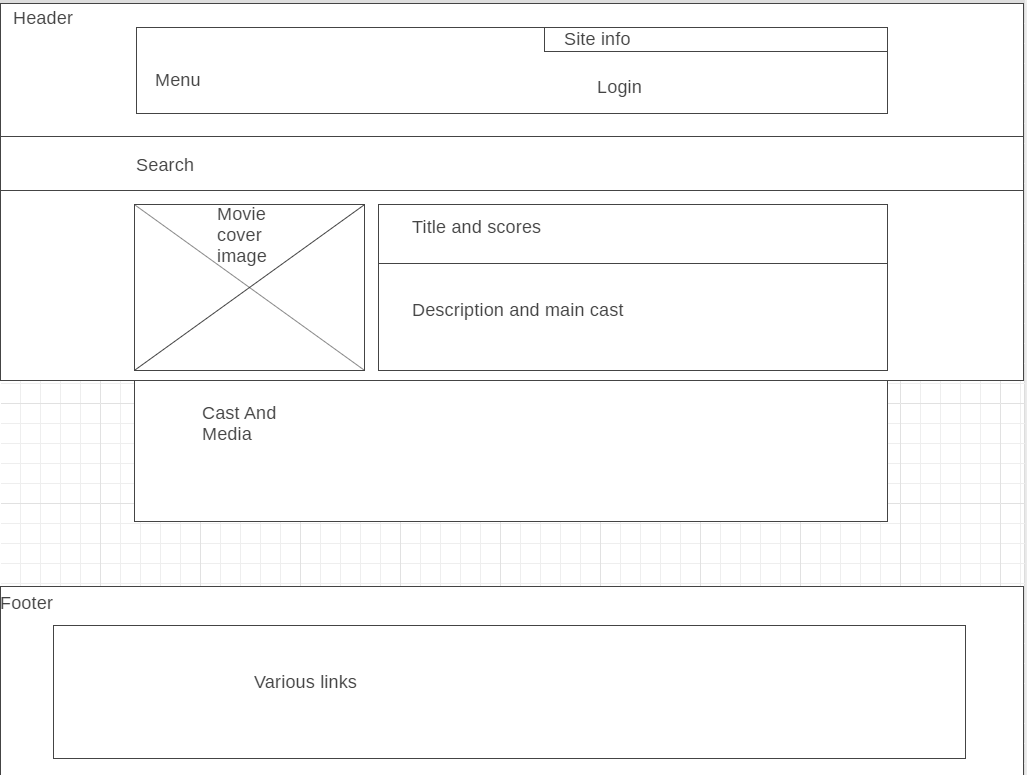 Header
Site info
Menu
Login
Search
Movie
cover
image
Title and scores
Description and main cast
Cast And
Media
Footer
Various links